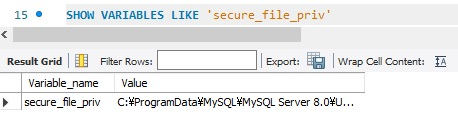 15 SHOW VARIABLES LIKE 'secure_file_priv'
Result Grid Filter Rows: Export: Wrap Cell Content: IA
Variable_name Value
secure_file_priv C:¥ProgramData¥MySQL¥MySQL Server 8.0¥U...